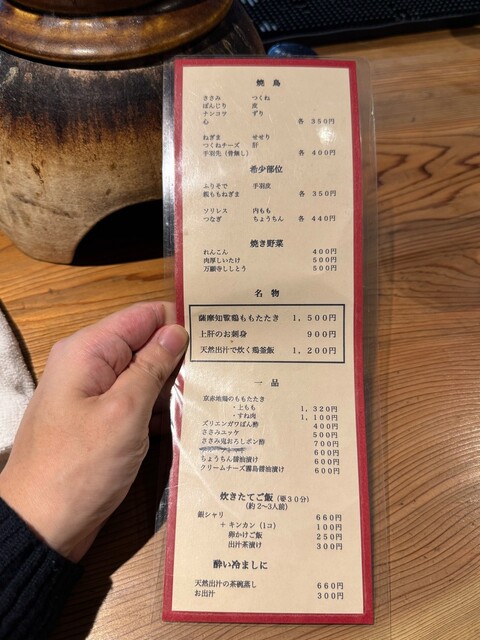 焼 鳥
ささみ つくね
ぼんじり 皮
ナンコツ ずり
心 各 350円
ねぎま せせり
つくねチーズ 肝
手羽先(骨無し) 各 400円
希少部位
ふりそで 手羽皮
銀ももねぎま 各 350円
ソリレス 内もも
つなぎ ちょうちん 各 440円
焼き野菜
れんこん 400円
肉厚しいたけ 500円
万願寺ししとう 500円
名 物
薩摩知覧鶏ももたたき 1,500円
上肝のお刺身 900円
天然出汁で炊く鶏釜飯 1,200円
一 品
京赤地鶏のももたたき
・上もも 1,320円
・すね肉 1,100円
ズリエンガワぽん酢 400円
ささみユッケ 500円
ささみ鬼おろしポン酢 700円
600円
ちょうちん醤油漬け 600円
クリームチーズ霧島醤油漬け 600円
炊きたてご飯(要30分)
(約2~3人前)
銀シャリ 660円
+ キンカン(1コ) 100円
卵かけご飯 250円
出汁茶漬け 300円
酔い冷ましに
天然出汁の茶碗蒸し 660円
お出汁 300円